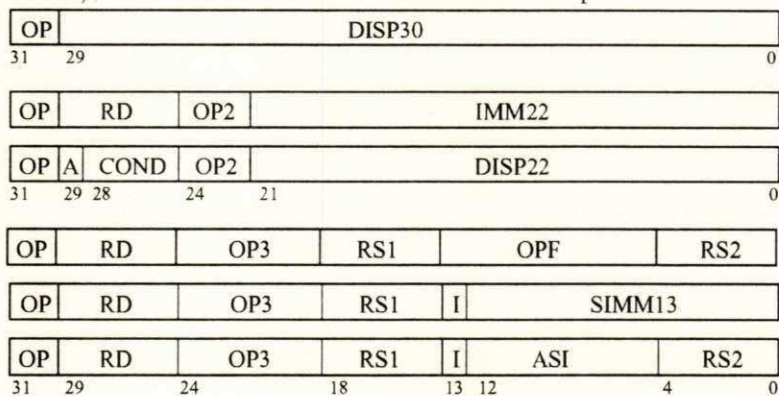 OP DISP30
31 29 0
OP RD OP2 IMM22
OP A COND OP2 DISP22
31 29 28 24 21 0
OP RD OP3 RS1 OPF RS2
OP RD OP3 RS1 I SIMM13
OP RD OP3 RS1 I ASI RS2
31 29 24 18 13 12 4 0